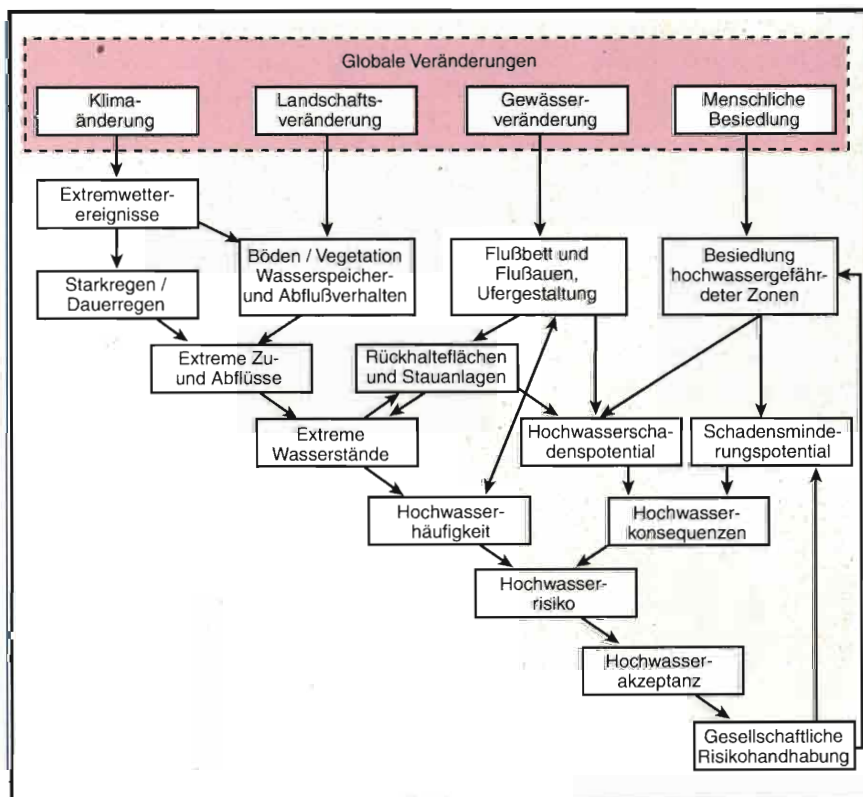 Globale Veränderungen
Klima-
änderung
Landschafts-
veränderung
Gewässer-
veränderung
Menschliche
Besiedlung
Extremwetter-
ereignisse
Böden / Vegetation
Wasserspeicher-
und Abflußverhalten
Flußbett und
Flußauen,
Ufergestaltung
Besiedlung
hochwassergefähr-
deter Zonen
Starkregen /
Dauerregen
Extreme Zu-
und Abflüsse
Rückhalteflächen
und Stauanlagen
Extreme
Wasserstände
Hochwasserscha-
denspotential
Schadensminde-
rungspotential
Hochwasser-
häufigkeit
Hochwasser-
konsequenzen
Hochwasser-
risiko
Hochwasser-
akzeptanz
Gesellschaftliche
Risikohandhabung